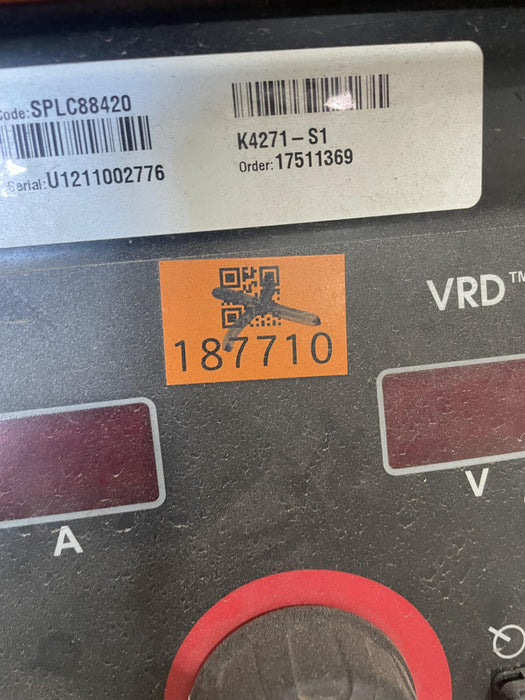 Code: SPLC88420
Serial: U1211002776
K4271-S1
Order: 17511369
187710
VRD™
A
V